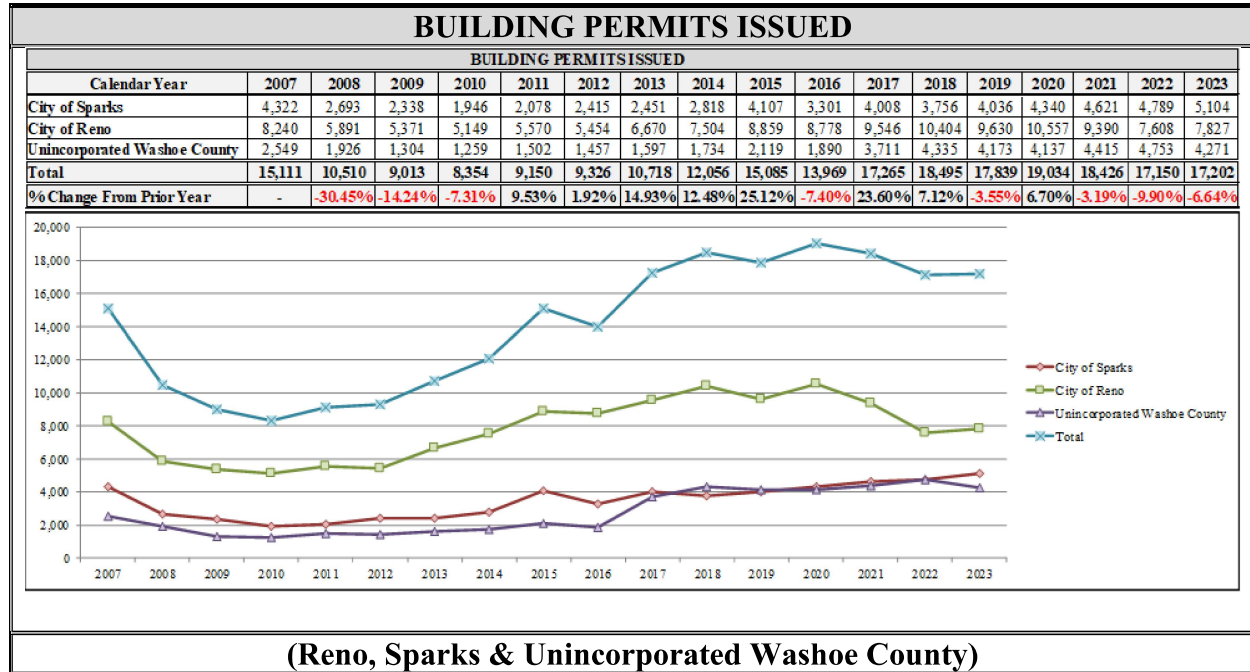 BUILDING PERMITS ISSUED
BUILDING PERMITS ISSUED
Calendar Year 2007 2008 2009 2010 2011 2012 2013 2014 2015 2016 2017 2018 2019 2020 2021 2022 2023
City of Sparks 4,322 2,693 2,338 1,946 2,078 2,415 2,451 2,818 4,107 3,301 4,008 3,756 4,036 4,340 4,621 4,789 5,104
City of Reno 8,240 5,891 5,371 5,149 5,570 5,454 6,670 7,504 8,859 8,778 9,546 10,404 9,630 10,557 9,390 7,608 7,827
Unincorporated Washoe County 2,549 1,926 1,304 1,259 1,502 1,457 1,597 1,734 2,119 1,890 3,711 4,335 4,173 4,137 4,415 4,753 4,271
Total 15,111 10,510 9,013 8,354 9,150 9,326 10,718 12,056 15,085 13,969 17,265 18,495 17,839 19,034 18,426 17,150 17,202
% Change From Prior Year - -30.45% -14.24% -7.31% 9.53% 1.92% 14.93% 12.48% 25.12% -7.40% 23.60% 7.12% -3.55% 6.70% -3.19% -9.90% -6.64%
20,000
18,000
16,000
14,000
12,000
10,000
8,000
6,000
4,000
2,000
0
2007 2008 2009 2010 2011 2012 2013 2014 2015 2016 2017 2018 2019 2020 2021 2022 2023
City of Sparks
City of Reno
Unincorporated Washoe County
Total
(Reno, Sparks & Unincorporated Washoe County)